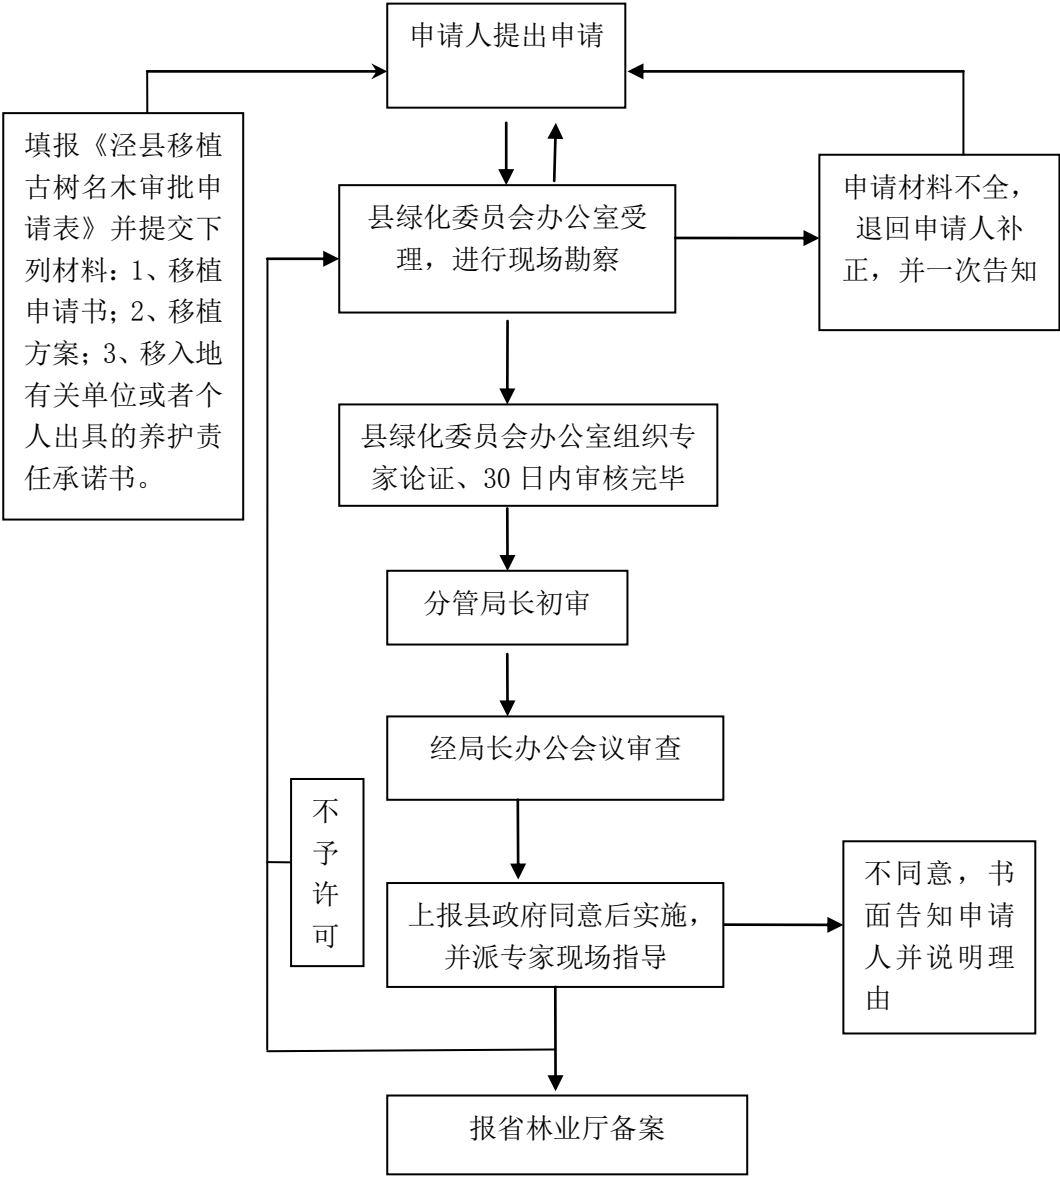 申请人提出申请
填报《泾县移植
古树名木审批申
请表》并提交下
列材料：1、移植
申请书；2、移植
方案；3、移入地
有关单位或者个
人出具的养护责
任承诺书。
县绿化委员会办公室受
理，进行现场勘察
申请材料不全，
退回申请人补
正，并一次告知
县绿化委员会办公室组织专
家论证、30 日内审核完毕
分管局长初审
经局长办公会议审查
不
予
许
可
上报县政府同意后实施，
并派专家现场指导
不同意，书
面告知申请
人并说明理
由
报省林业厅备案